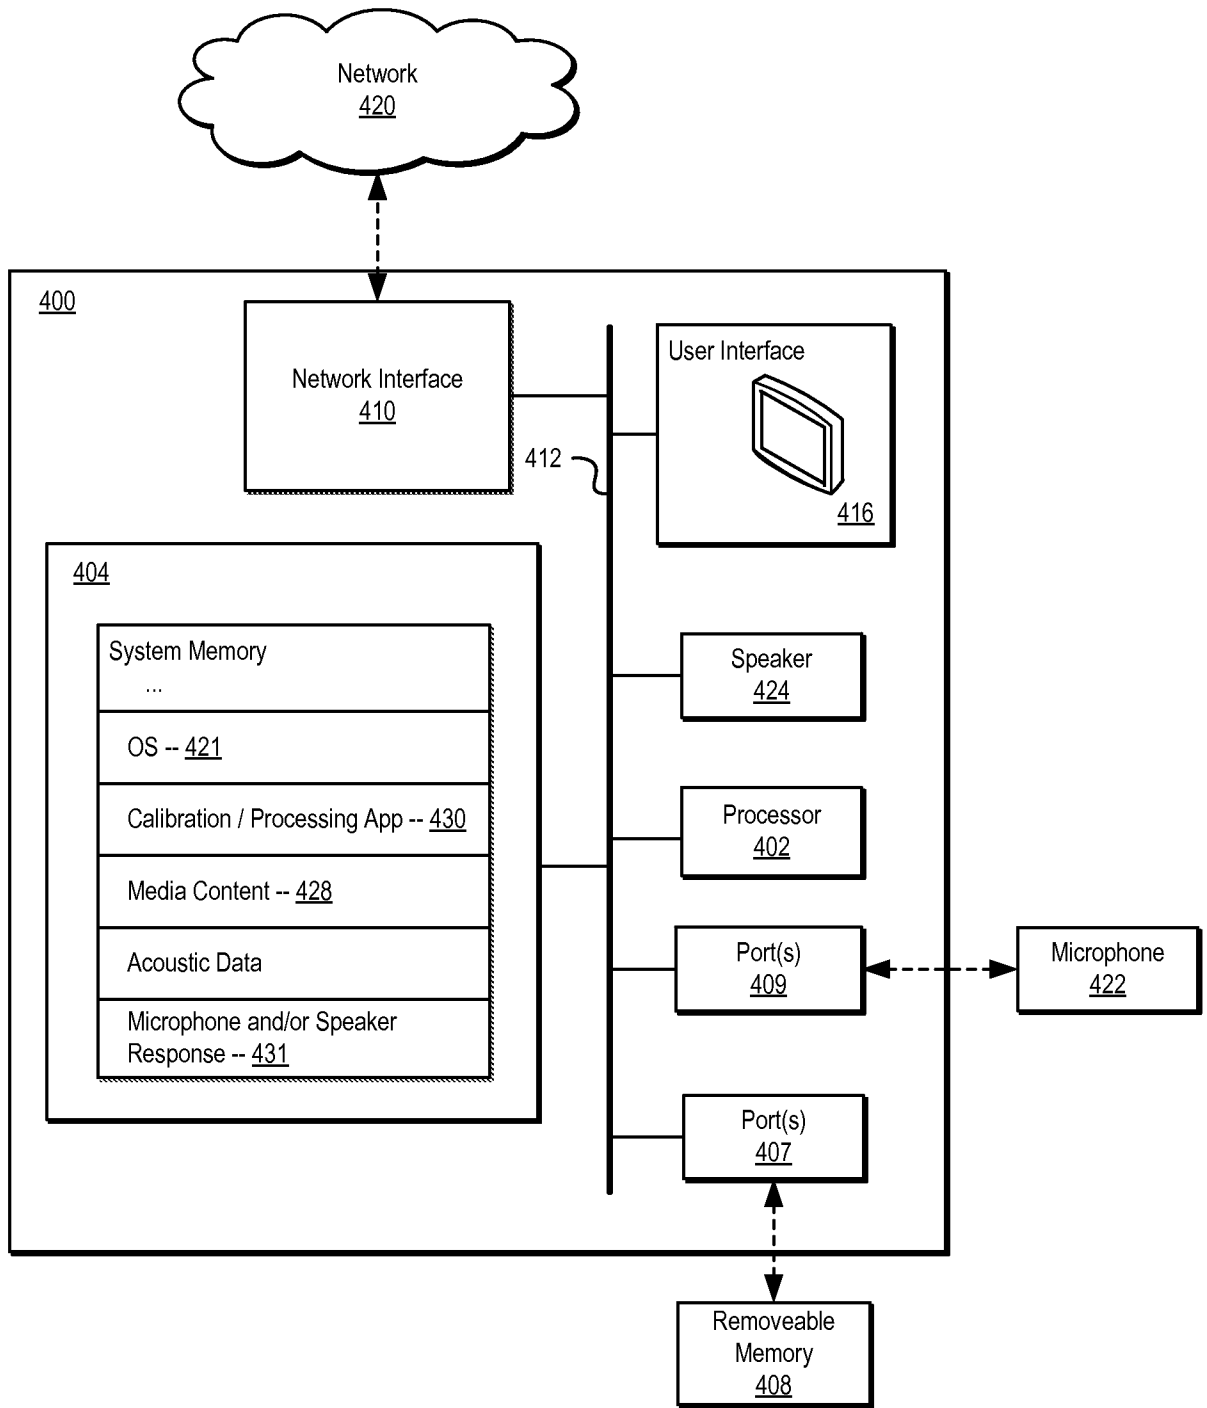 Network
420
400
Network Interface
410
User Interface
416
412
404
System Memory
...
OS -- 421
Calibration / Processing App -- 430
Media Content -- 428
Acoustic Data
Microphone and/or Speaker
Response -- 431
Speaker
424
Processor
402
Port(s)
409
Microphone
422
Port(s)
407
Removeable
Memory
408